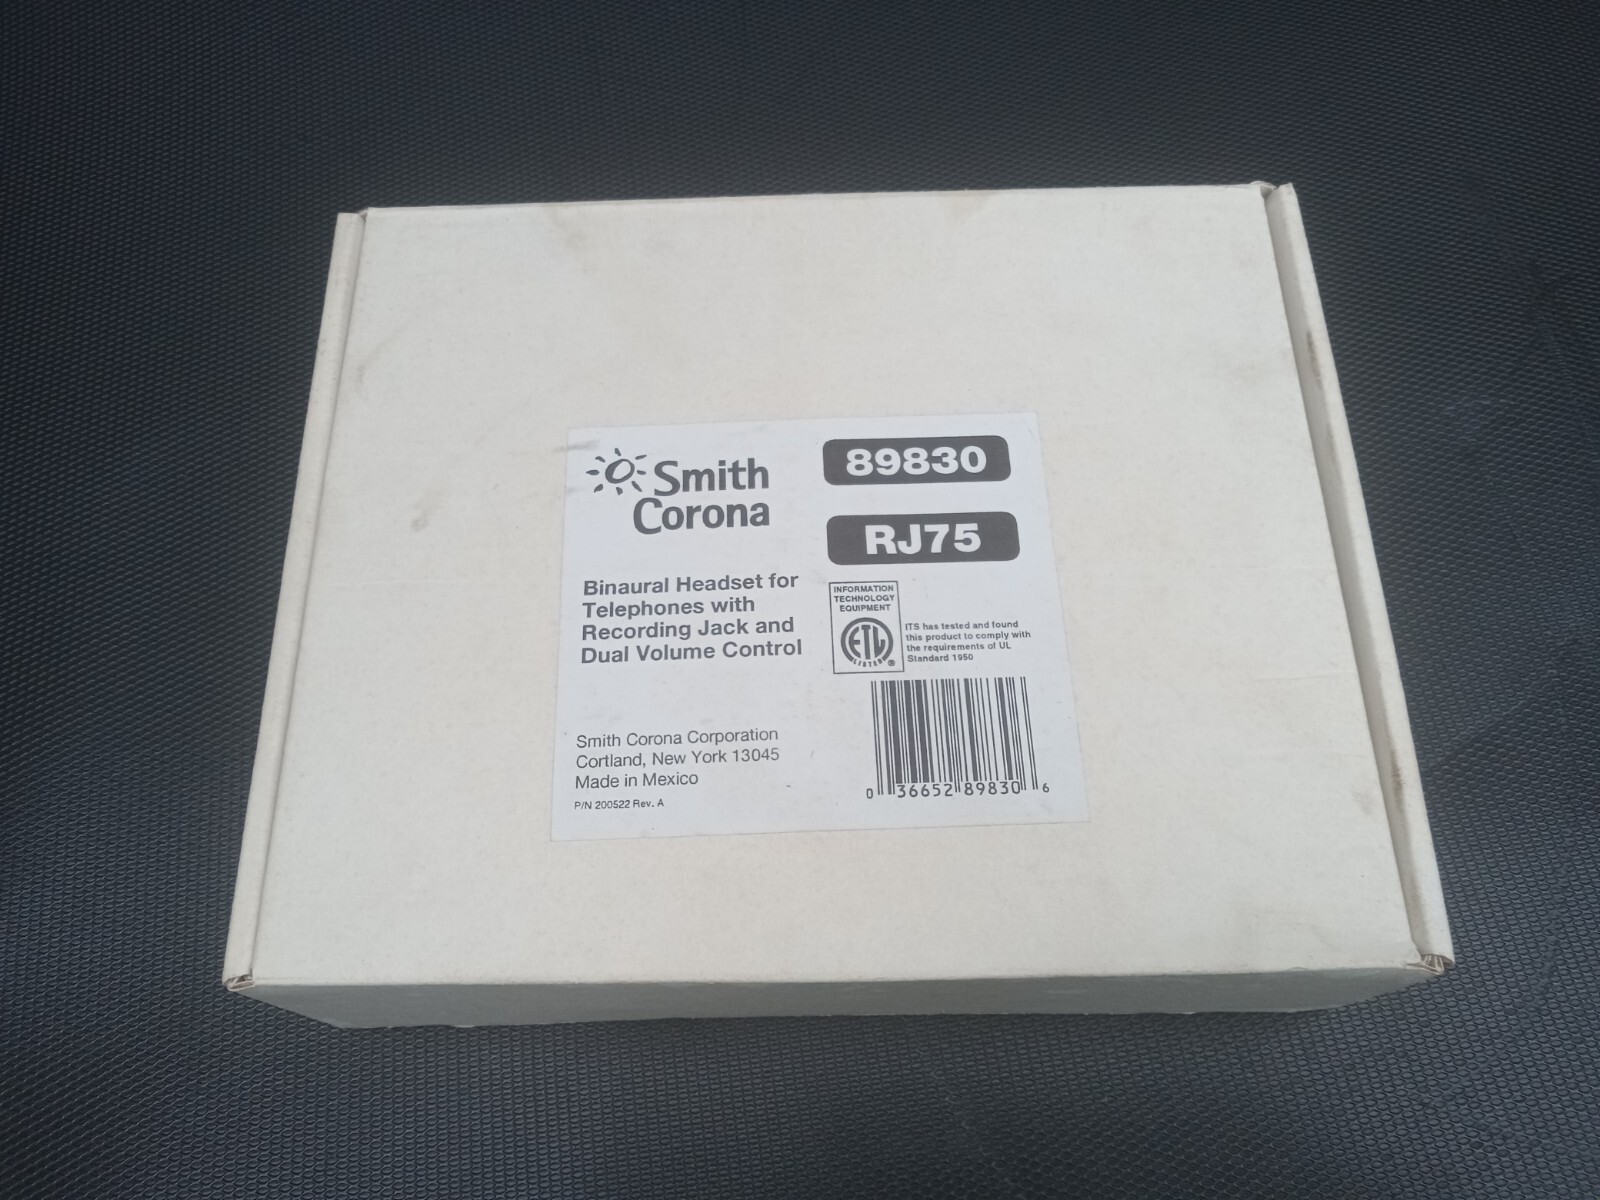 Smith
Corona
89830
RJ75
Binaural Headset for
Telephones with
Recording Jack and
Dual Volume Control
INFORMATION
TECHNOLOGY
EQUIPMENT
ETL
LISTED
®
ITS has tested and found
this product to comply with
the requirements of UL
Standard 1950
Smith Corona Corporation
Cortland, New York 13045
Made in Mexico
P/N 200522 Rev. A
0 36652 89830 6